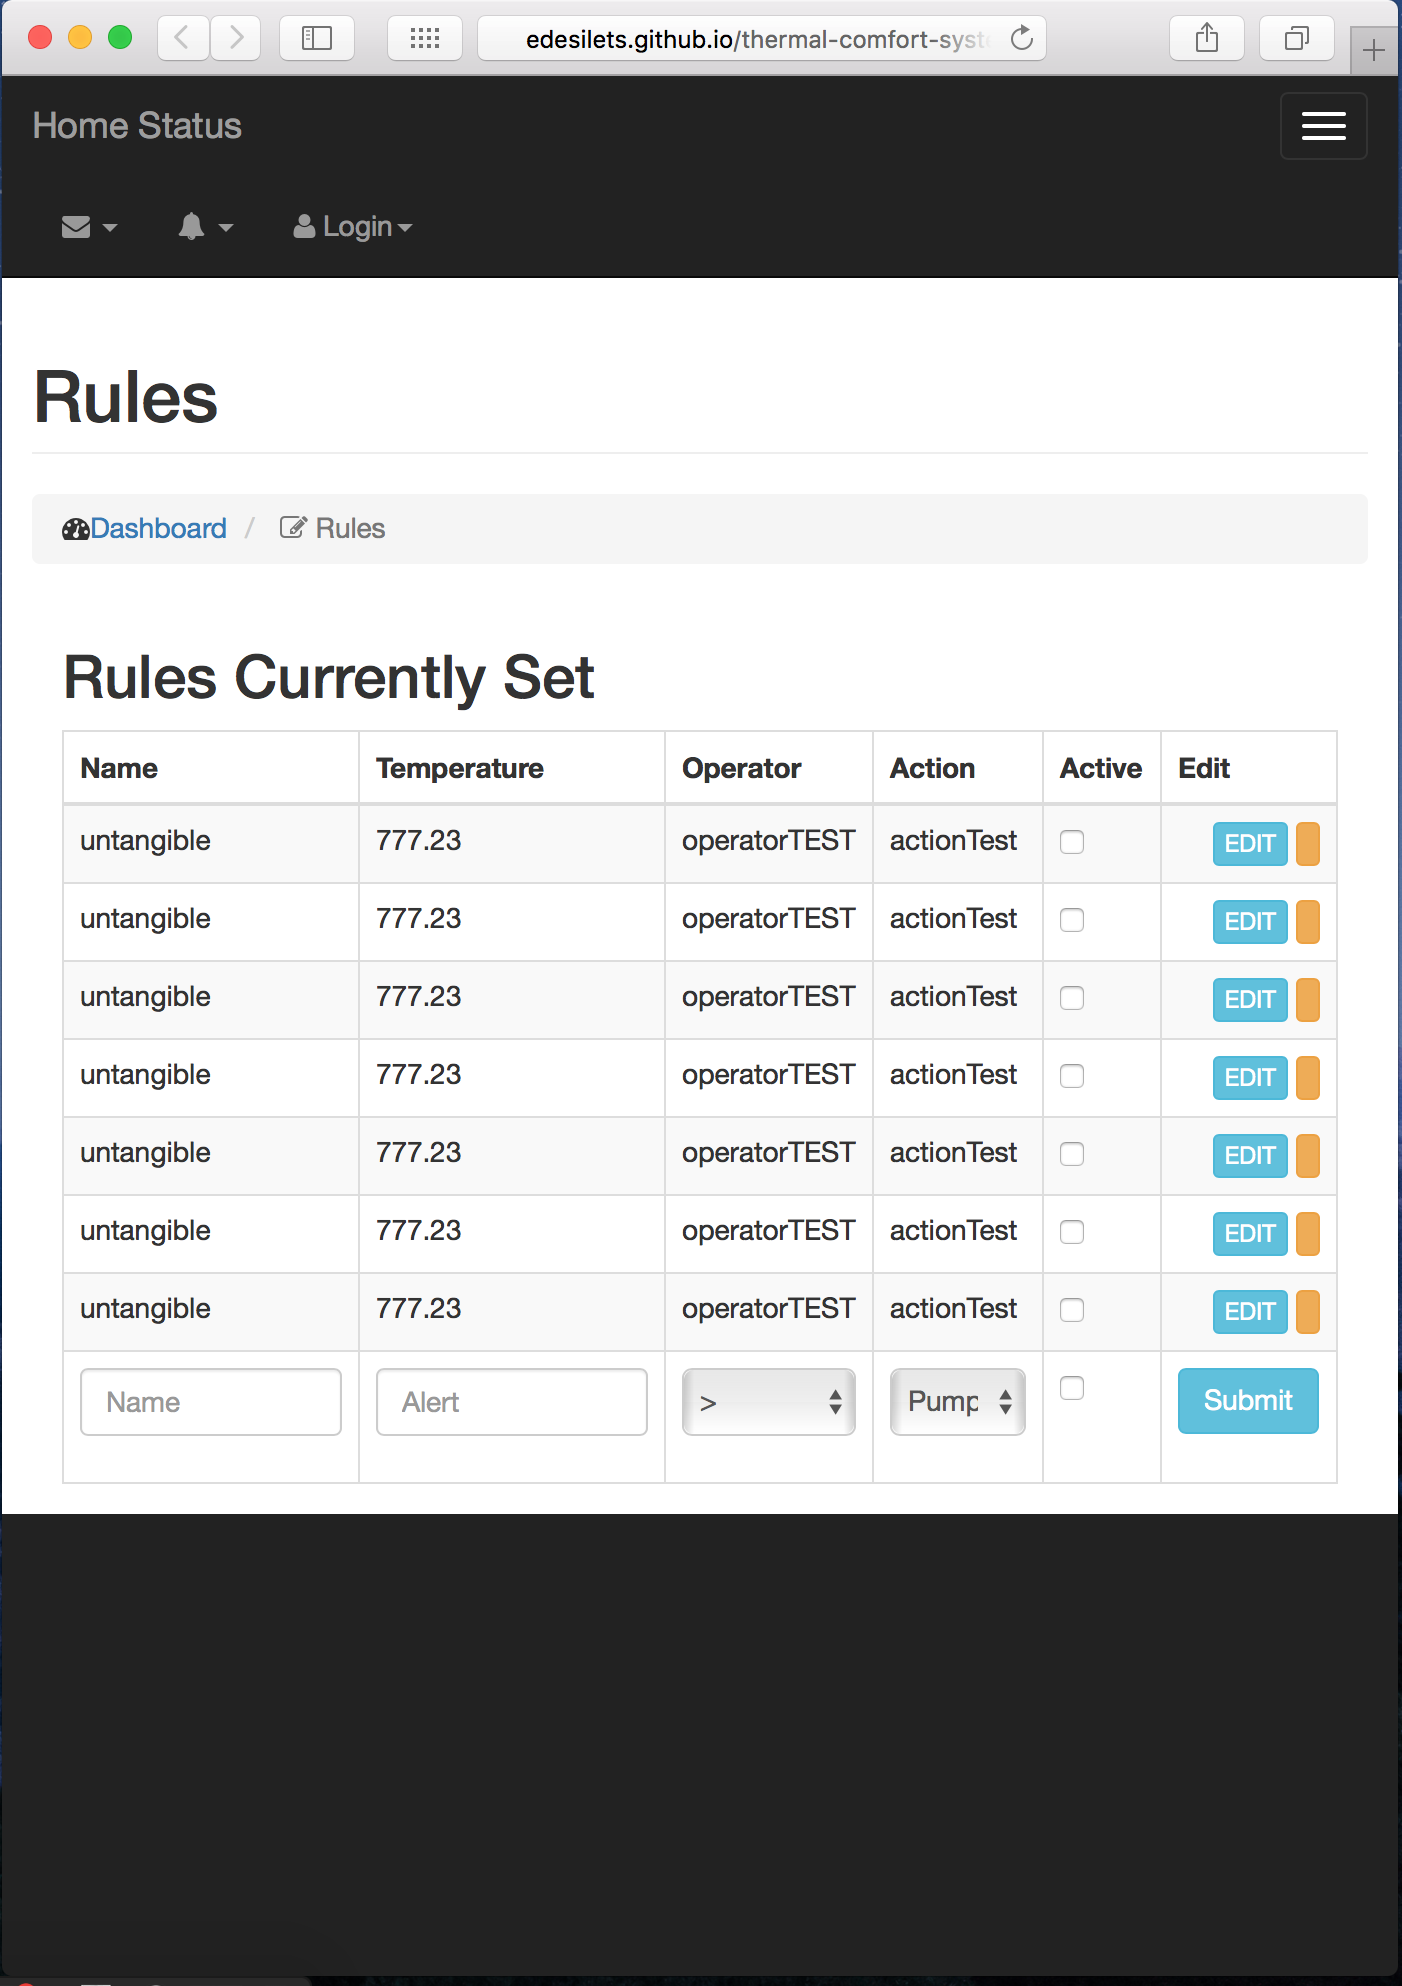 edesilets.github.io/thermal-comfort-syst
Home Status
Login
Rules
Dashboard / Rules
Rules Currently Set
Name Temperature Operator Action Active Edit
untangible 777.23 operatorTEST actionTest EDIT
untangible 777.23 operatorTEST actionTest EDIT
untangible 777.23 operatorTEST actionTest EDIT
untangible 777.23 operatorTEST actionTest EDIT
untangible 777.23 operatorTEST actionTest EDIT
untangible 777.23 operatorTEST actionTest EDIT
untangible 777.23 operatorTEST actionTest EDIT
Name Alert > Pump Submit